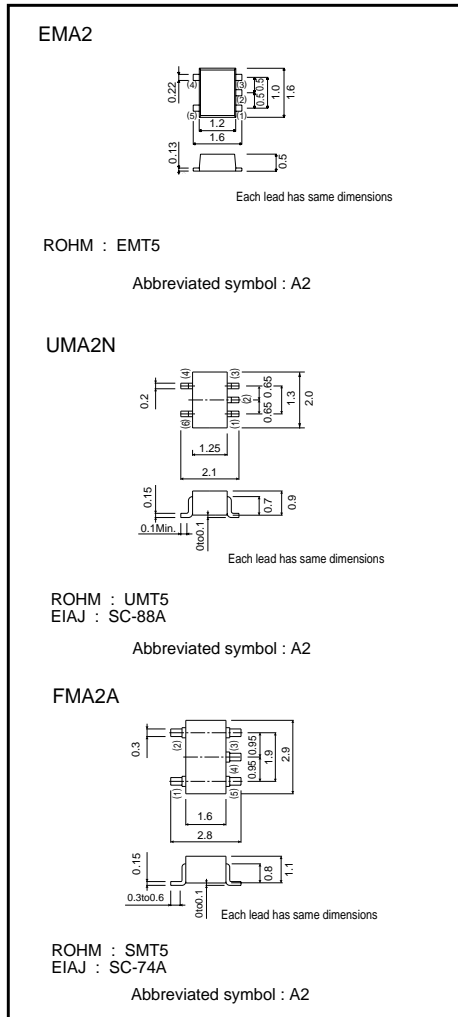 EMA2
0.22
(4)
(3)
(2)
(5)
(1)
0.5
0.5
1.0
1.6
1.2
1.6
0.13
0.5
Each lead has same dimensions
ROHM : EMT5
Abbreviated symbol : A2
UMA2N
0.2
(4)
(3)
(2)
(6)
(1)
0.65
0.65
1.3
2.0
1.25
2.1
0.15
0.1Min.
0to0.1
0.7
0.9
Each lead has same dimensions
ROHM : UMT5
EIAJ : SC-88A
Abbreviated symbol : A2
FMA2A
0.3
(2)
(3)
(4)
(1)
(5)
0.95
0.95
1.9
2.9
1.6
2.8
0.15
0.3to0.6
0to0.1
0.8
1.1
Each lead has same dimensions
ROHM : SMT5
EIAJ : SC-74A
Abbreviated symbol : A2